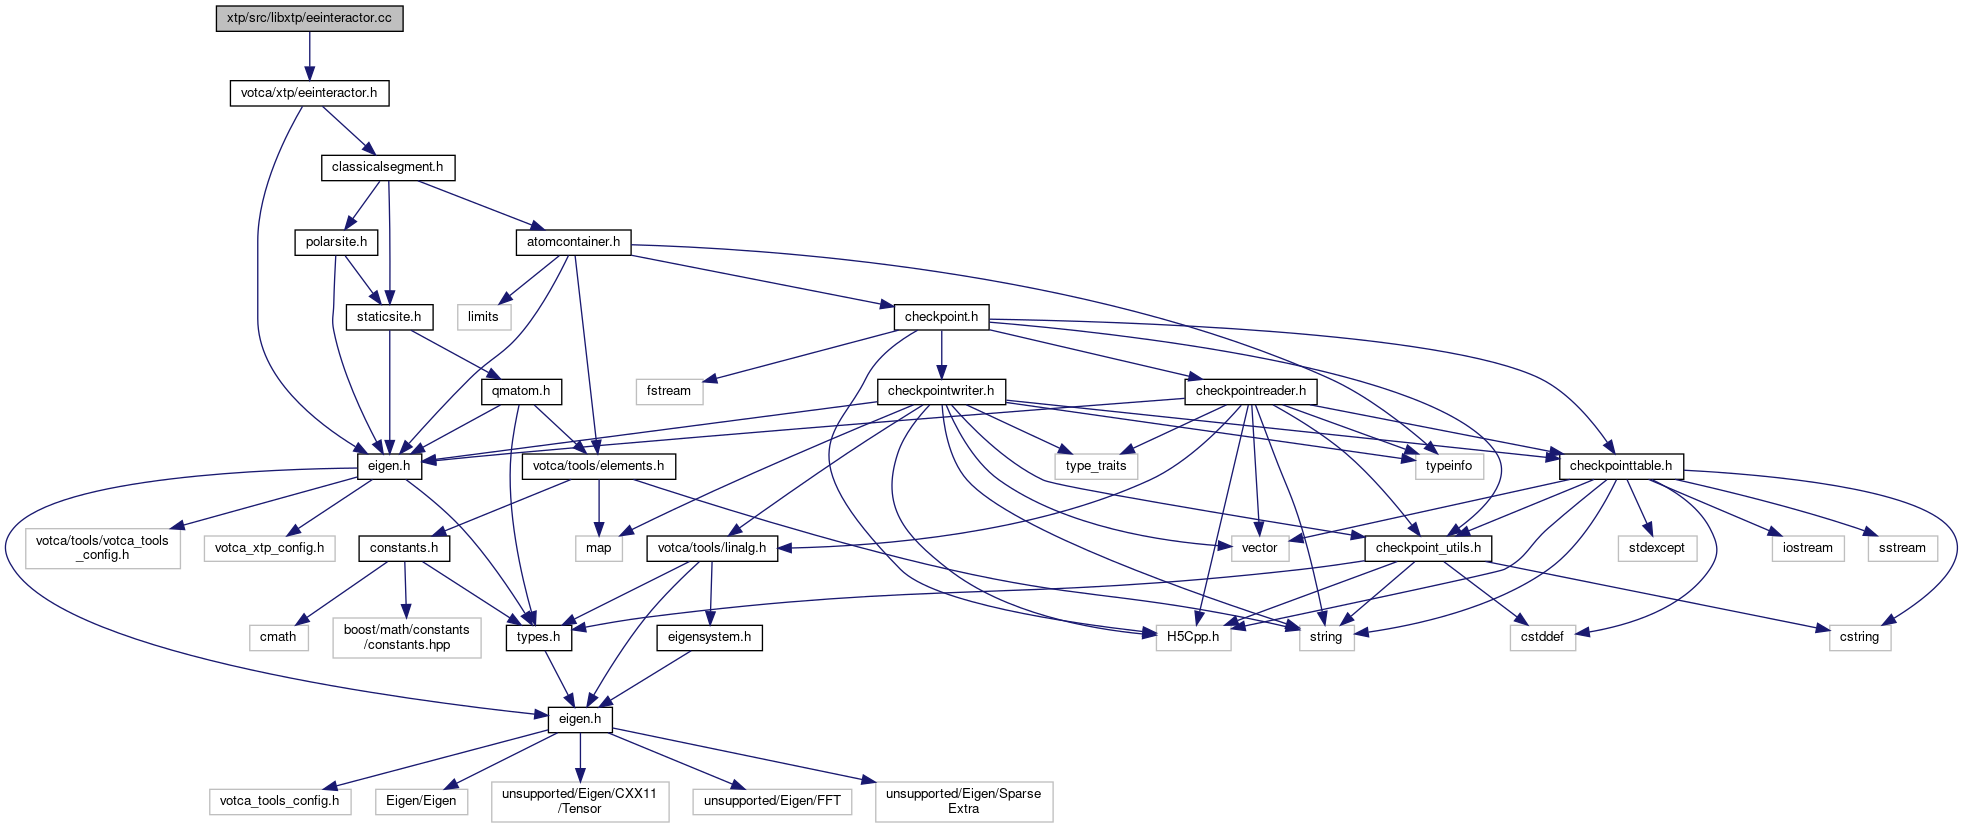 xtp/src/libxtp/eeinteractor.cc
votca/xtp/eeinteractor.h
classicalsegment.h
polarsite.h
atomcontainer.h
staticsite.h
limits
checkpoint.h
qmatom.h
fstream
checkpointwriter.h
checkpointreader.h
eigen.h
votca/tools/elements.h
type_traits
typeinfo
checkpointtable.h
votca/tools/votca_tools
_config.h
votca_xtp_config.h
constants.h
map
votca/tools/linalg.h
vector
checkpoint_utils.h
stdexcept
iostream
sstream
cmath
boost/math/constants
/constants.hpp
types.h
eigensystem.h
H5Cpp.h
string
cstddef
cstring
eigen.h
votca_tools_config.h
Eigen/Eigen
unsupported/Eigen/CXX11
/Tensor
unsupported/Eigen/FFT
unsupported/Eigen/Sparse
Extra